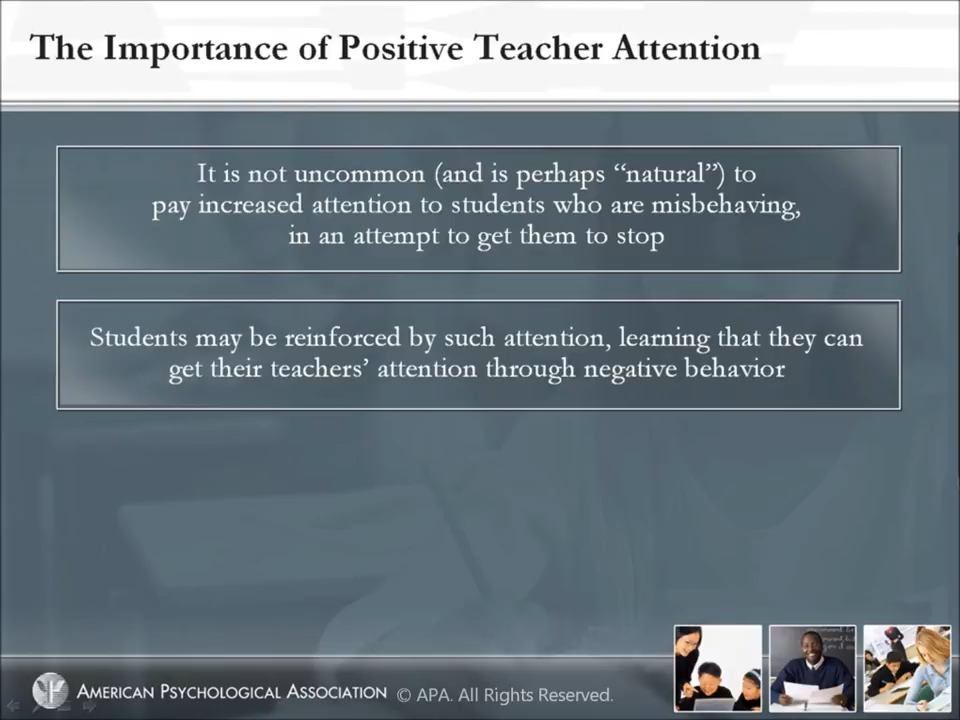 The Importance of Positive Teacher Attention
It is not uncommon (and is perhaps “natural”) to
pay increased attention to students who are misbehaving,
in an attempt to get them to stop
Students may be reinforced by such attention, learning that they can
get their teachers’ attention through negative behavior
AMERICAN PSYCHOLOGICAL ASSOCIATION © APA. All Rights Reserved.